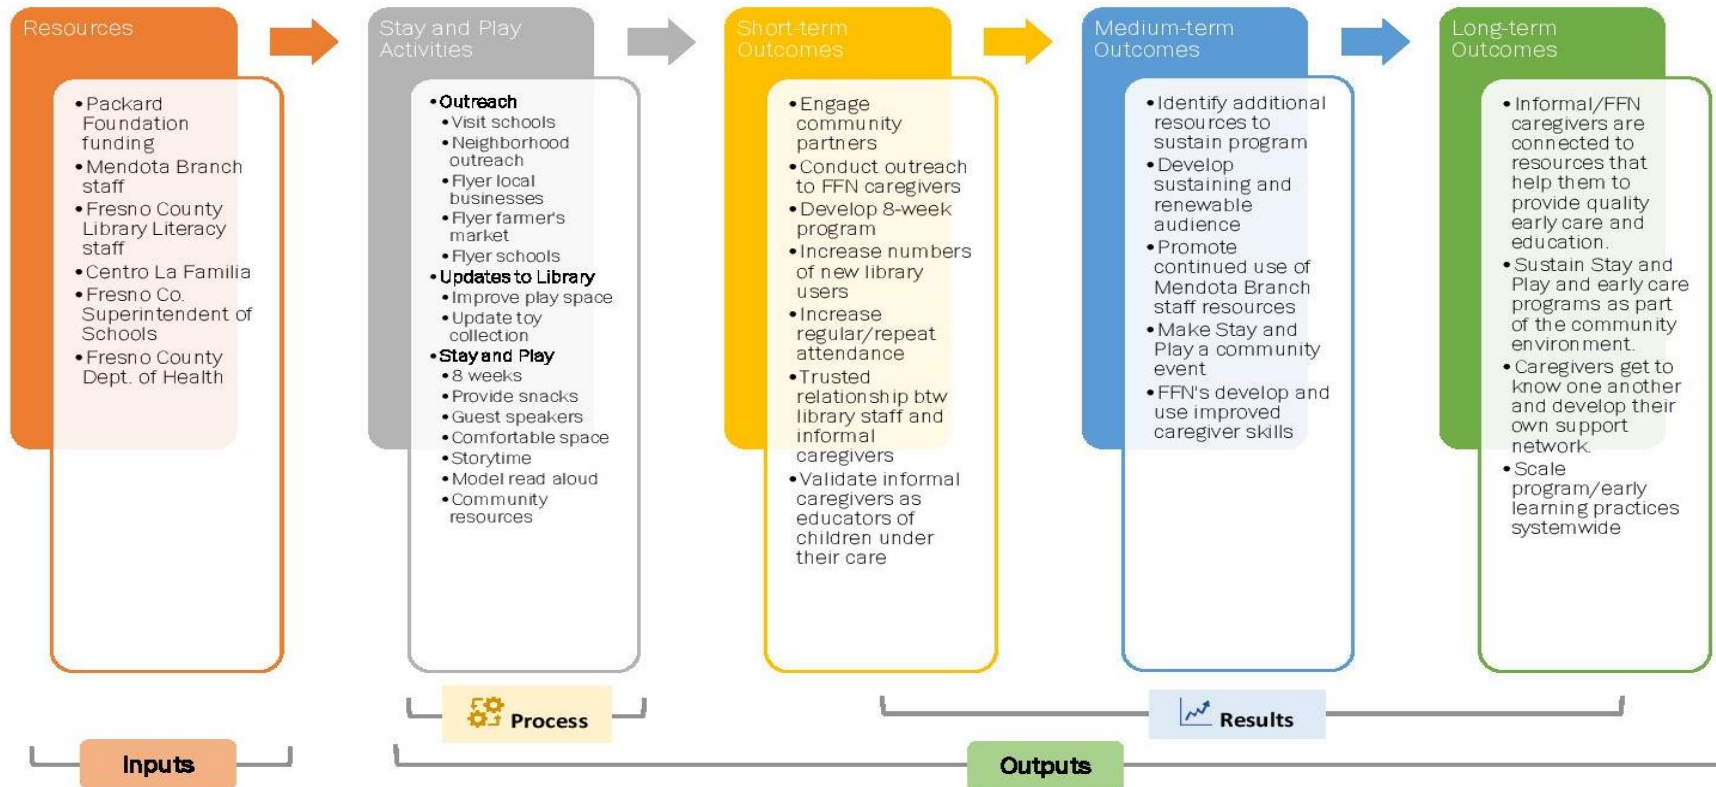 Resources
• Packard
Foundation
funding
• Mendota Branch
staff
• Fresno County
Library Literacy
staff
• Centro La Familia
• Fresno Co.
Superintendent of
Schools
• Fresno County
Dept. of Health
Stay and Play
Activities
• Outreach
• Visit schools
• Neighborhood
outreach
• Flyer local
businesses
• Flyer farmer's
market
• Flyer schools
• Updates to Library
• Improve play space
• Update toy
collection
• Stay and Play
• 8 weeks
• Provide snacks
• Guest speakers
• Comfortable space
• Storytime
• Model read aloud
• Community
resources
Short-term
Outcomes
• Engage
community
partners
• Conduct outreach
to FFN caregivers
• Develop 8-week
program
• Increase numbers
of new library
users
• Increase
regular/repeat
attendance
• Trusted
relationship btw
library staff and
informal
caregivers
• Validate informal
caregivers as
educators of
children under
their care
Medium-term
Outcomes
• Identify additional
resources to
sustain program
• Develop
sustaining and
renewable
audience
• Promote
continued use of
Mendota Branch
staff resources
• Make Stay and
Play a community
event
• FFN's develop and
use improved
caregiver skills
Long-term
Outcomes
• Informal/FFN
caregivers are
connected to
resources that
help them to
provide quality
early care and
education.
• Sustain Stay and
Play and early care
programs as part
of the community
environment.
• Caregivers get to
know one another
and develop their
own support
network.
• Scale
program/early
learning practices
systemwide
Process
Results
Inputs
Outputs